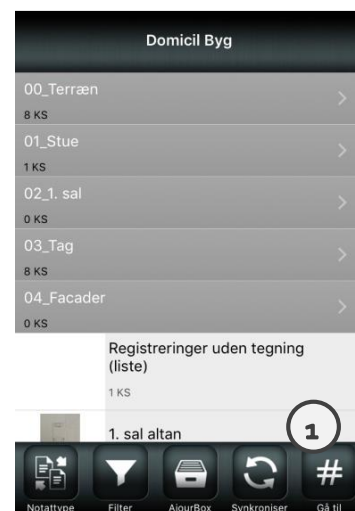 Domicil Byg
00_Terræn
8 KS
01_Stue
1 KS
02_1. sal
0 KS
03_Tag
8 KS
04_Facader
0 KS
Registreringer uden tegning
(liste)
1 KS
1. sal altan
1
#
Notattype Filter AjourBox Synkroniser Gå til